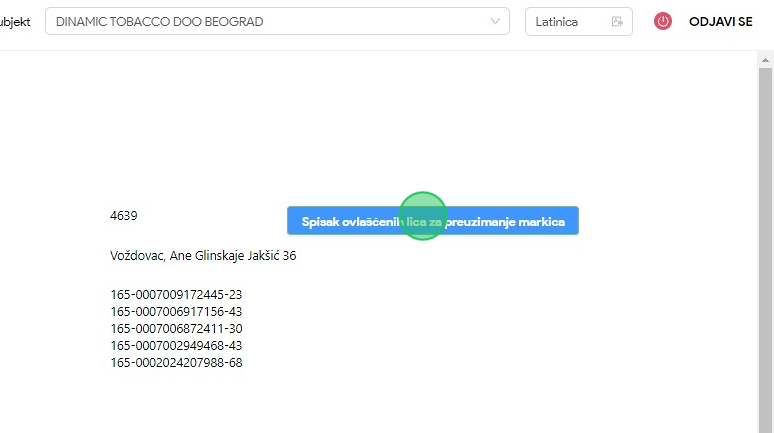 ubjekt DINAMIC TOBACCO DOO BEOGRAD Latinica ODJAVI SE
4639 Spisak ovlašćenih lica za preuzimanje markica
Voždovac, Ane Glinskaje Jakšić 36
165-0007009172445-23
165-0007006917156-43
165-0007006872411-30
165-0007002949468-43
165-0002024207988-68